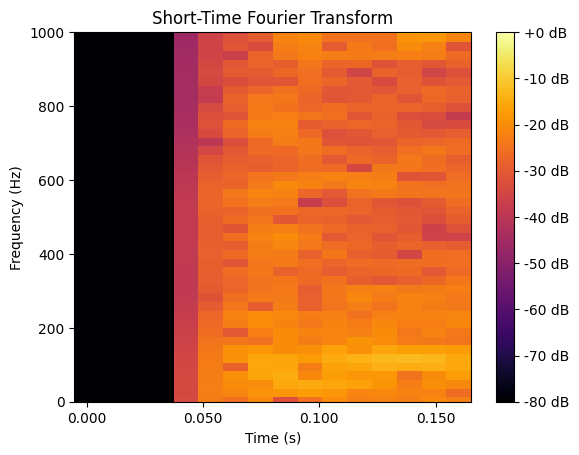 Short-Time Fourier Transform
1000
800
600
400
200
0
Frequency (Hz)
0.000
0.050
0.100
0.150
Time (s)
+0 dB
-10 dB
-20 dB
-30 dB
-40 dB
-50 dB
-60 dB
-70 dB
-80 dB